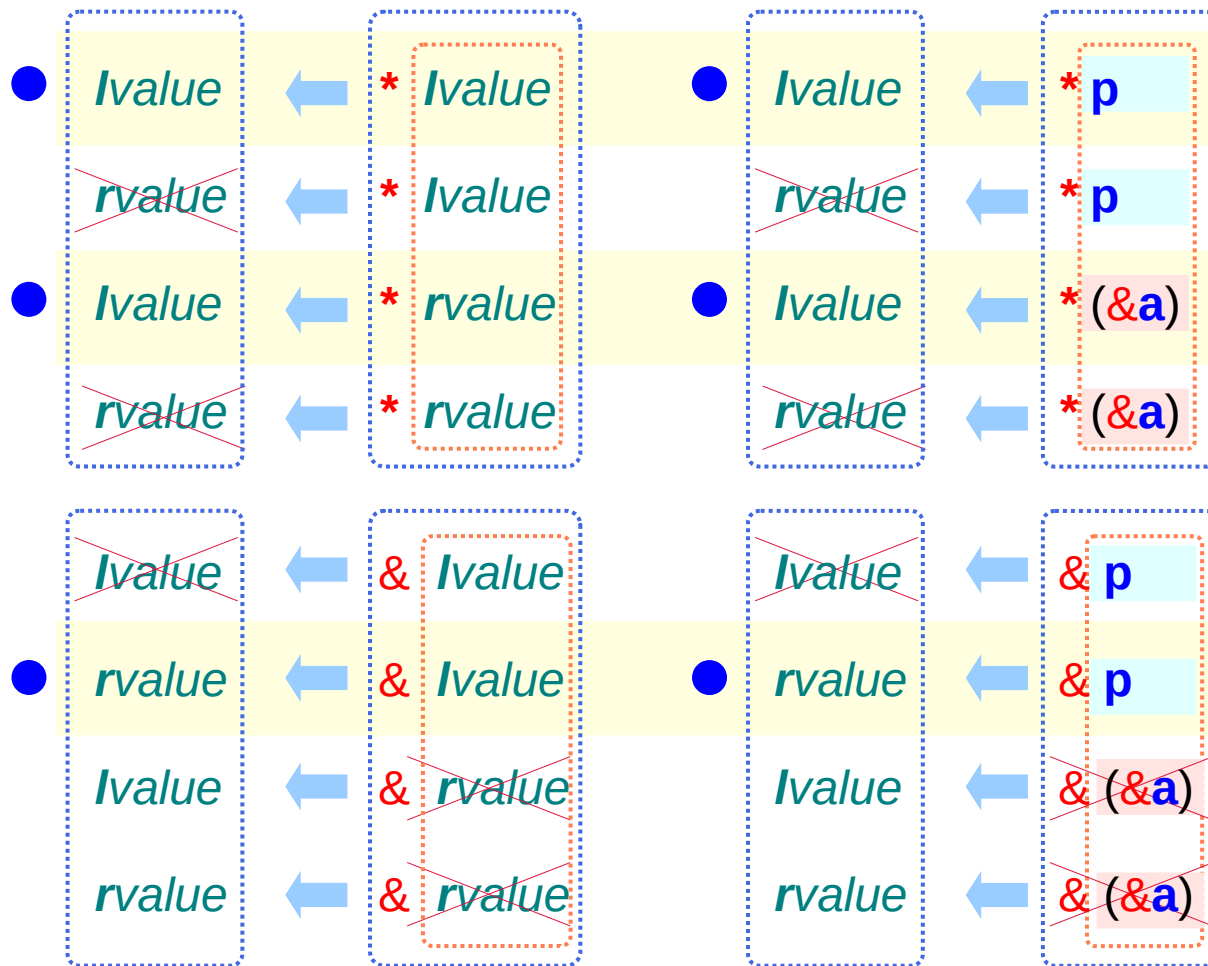 lvalue * lvalue lvalue * p
rvalue * lvalue rvalue * p
lvalue * rvalue lvalue * (&a)
rvalue * rvalue rvalue * (&a)
lvalue & lvalue lvalue & p
rvalue & lvalue rvalue & p
lvalue & rvalue lvalue & (&a)
rvalue & rvalue rvalue & (&a)